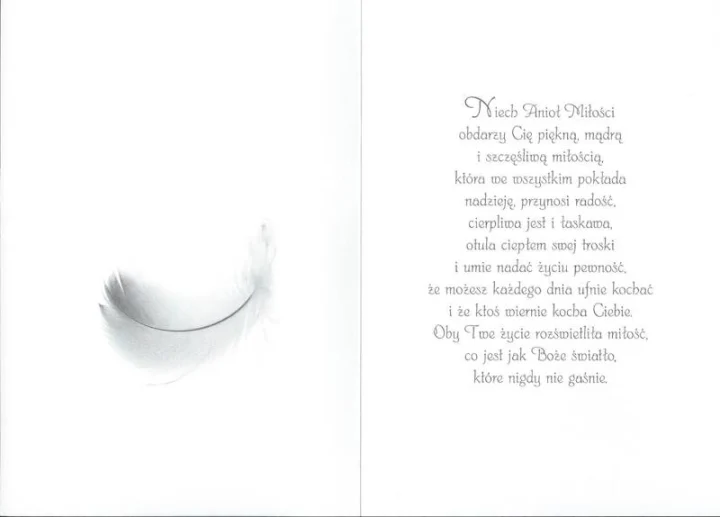 Niech Anioł Miłości
obdarzy Cię piękną, mądrą
i szczęśliwą miłością,
która we wszystkim pokłada
nadzieję, przynosi radość,
cierpliwa jest i łaskawa,
otula ciepłem swej troski
i umie nadać życiu pewność,
że możesz każdego dnia ufnie kochać
i że ktoś wiernie kocha Ciebie.
Oby Twe życie rozświetliła miłość,
co jest jak Boże światło,
które nigdy nie gaśnie.